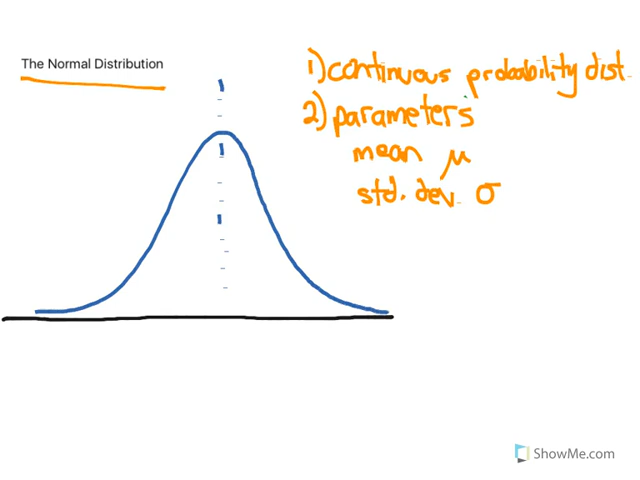 The Normal Distribution
1) continuous probability dist.
2) parameters
mean μ
std. dev. σ
ShowMe.com